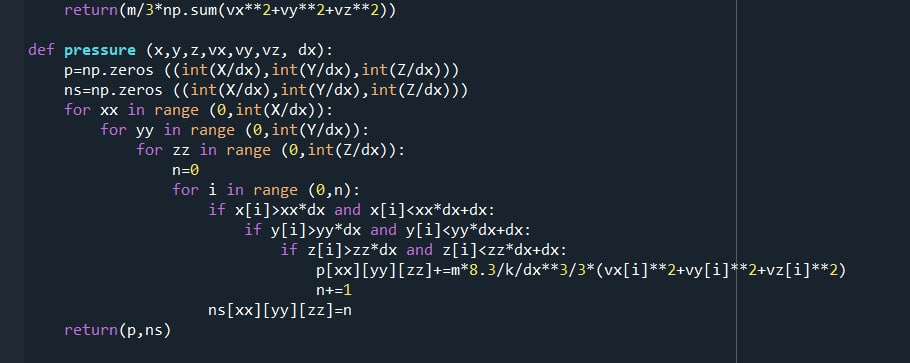 return(m/3*np.sum(vx**2+vy**2+vz**2))
def pressure (x,y,z,vx,vy,vz, dx):
p=np.zeros ((int(X/dx),int(Y/dx),int(Z/dx)))
ns=np.zeros ((int(X/dx),int(Y/dx),int(Z/dx)))
for xx in range (0,int(X/dx)):
for yy in range (0,int(Y/dx)):
for zz in range (0,int(Z/dx)):
n=0
for i in range (0,n):
if x[i]>xx*dx and x[i]<xx*dx+dx:
if y[i]>yy*dx and y[i]<yy*dx+dx:
if z[i]>zz*dx and z[i]<zz*dx+dx:
p[xx][yy][zz]+=m*8.3/k/dx**3/3*(vx[i]**2+vy[i]**2+vz[i]**2)
n+=1
ns[xx][yy][zz]=n
return(p,ns)